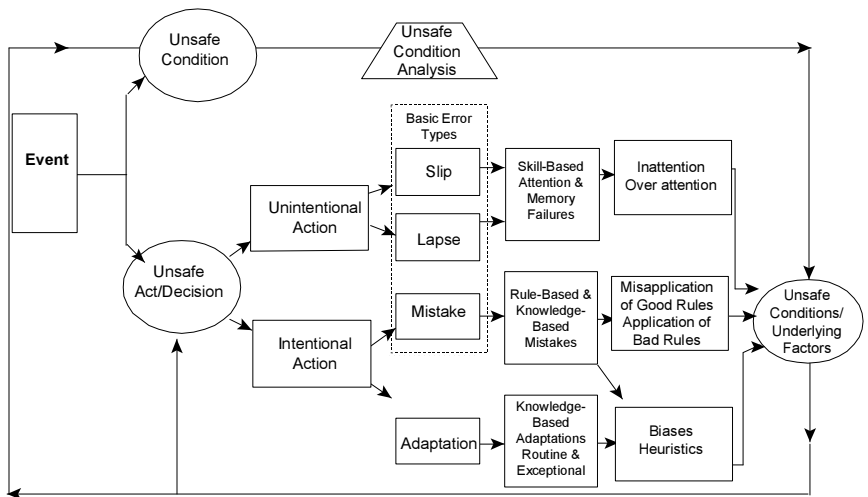 Unsafe
Condition
Unsafe
Condition
Analysis
Event
Basic Error
Types
Slip
Skill-Based
Attention &
Memory
Failures
Inattention
Over attention
Unintentional
Action
Lapse
Unsafe
Act/Decision
Mistake
Rule-Based &
Knowledge-
Based
Mistakes
Misapplication
of Good Rules
Application of
Bad Rules
Unsafe
Conditions/
Underlying
Factors
Intentional
Action
Adaptation
Knowledge-
Based
Adaptations
Routine &
Exceptional
Biases
Heuristics